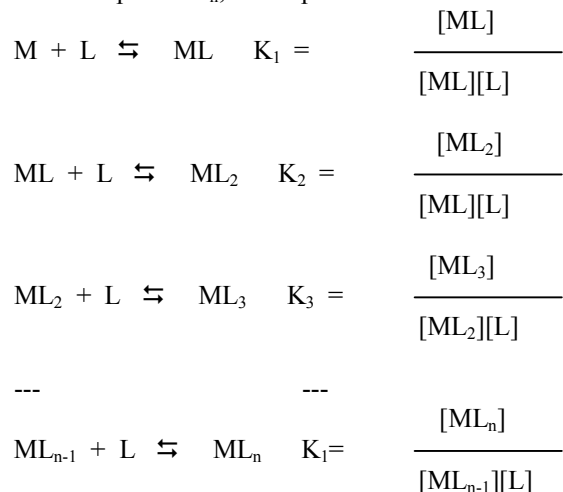 [ML]
M + L ⇆ ML K₁ =
[ML][L]
[ML₂]
ML + L ⇆ ML₂ K₂ =
[ML][L]
[ML₃]
ML₂ + L ⇆ ML₃ K₃ =
[ML₂][L]
--- ---
[MLₙ]
MLₙ₋₁ + L ⇆ MLₙ K₁=
[MLₙ₋₁][L]